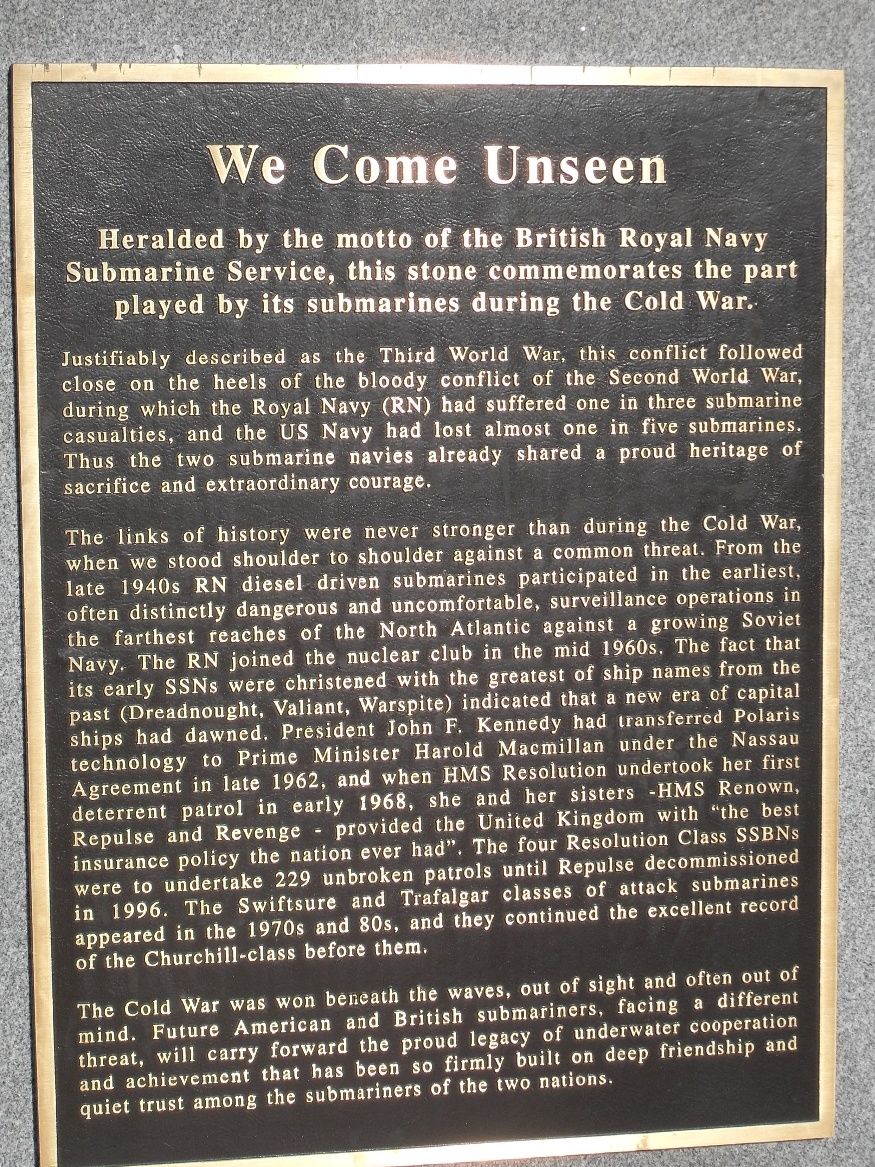 We Come Unseen
Heralded by the motto of the British Royal Navy
Submarine Service, this stone commemorates the part
played by its submarines during the Cold War.
Justifiably described as the Third World War, this conflict followed
close on the heels of the bloody conflict of the Second World War,
during which the Royal Navy (RN) had suffered one in three submarine
casualties, and the US Navy had lost almost one in five submarines.
Thus the two submarine navies already shared a proud heritage of
sacrifice and extraordinary courage.
The links of history were never stronger than during the Cold War,
when we stood shoulder to shoulder against a common threat. From the
late 1940s RN diesel driven submarines participated in the earliest,
often distinctly dangerous and uncomfortable, surveillance operations in
the farthest reaches of the North Atlantic against a growing Soviet
Navy. The RN joined the nuclear club in the mid 1960s. The fact that
its early SSNs were christened with the greatest of ship names from the
past (Dreadnought, Valiant, Warspite) indicated that a new era of capital
ships had dawned. President John F. Kennedy had transferred Polaris
technology to Prime Minister Harold Macmillan under the Nassau
Agreement in late 1962, and when HMS Resolution undertook her first
deterrent patrol in early 1968, she and her sisters -HMS Renown,
Repulse and Revenge - provided the United Kingdom with “the best
insurance policy the nation ever had”. The four Resolution Class SSBNs
were to undertake 229 unbroken patrols until Repulse decommissioned
in 1996. The Swiftsure and Trafalgar classes of attack submarines
appeared in the 1970s and 80s, and they continued the excellent record
of the Churchill-class before them.
The Cold War was won beneath the waves, out of sight and often out of
mind. Future American and British submariners, facing a different
threat, will carry forward the proud legacy of underwater cooperation
and achievement that has been so firmly built on deep friendship and
quiet trust among the submariners of the two nations.